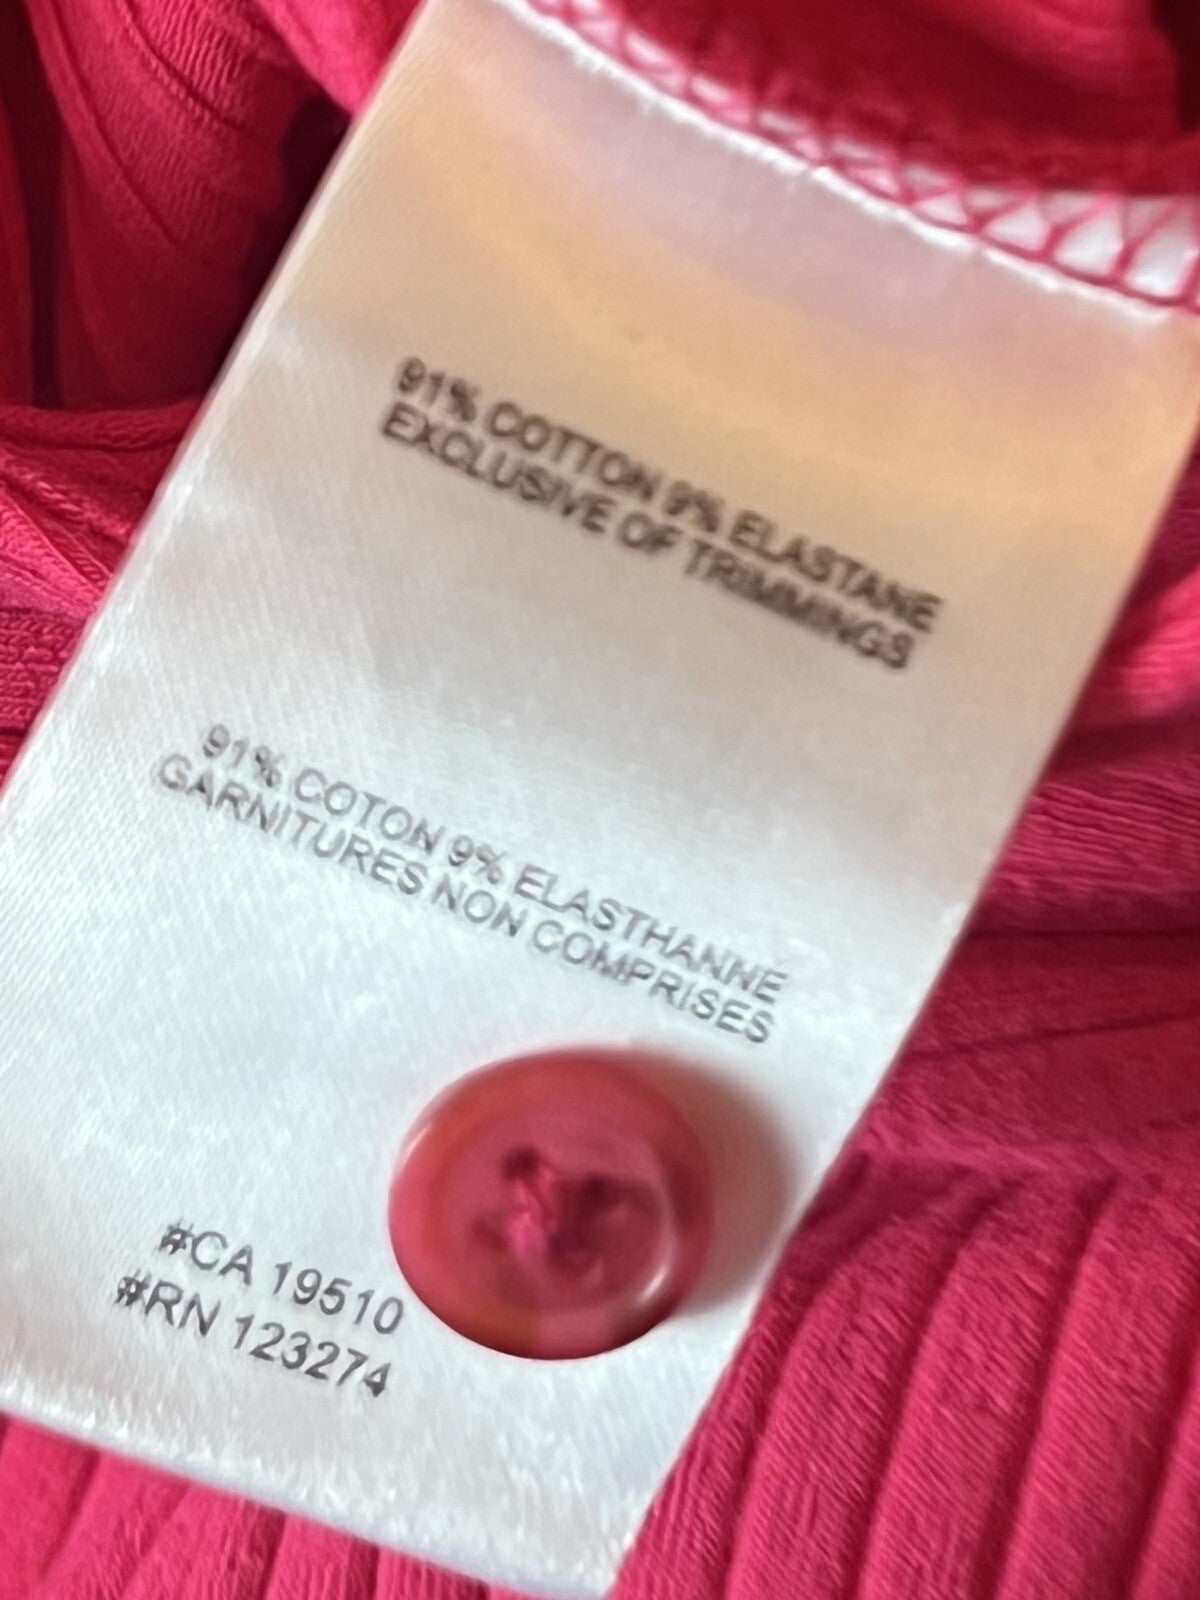 91% COTTON 9% ELASTANE
EXCLUSIVE OF TRIMMINGS
91% COTON 9% ELASTHANNE
GARNITURES NON COMPRISES
#CA 19510
#RN 123274